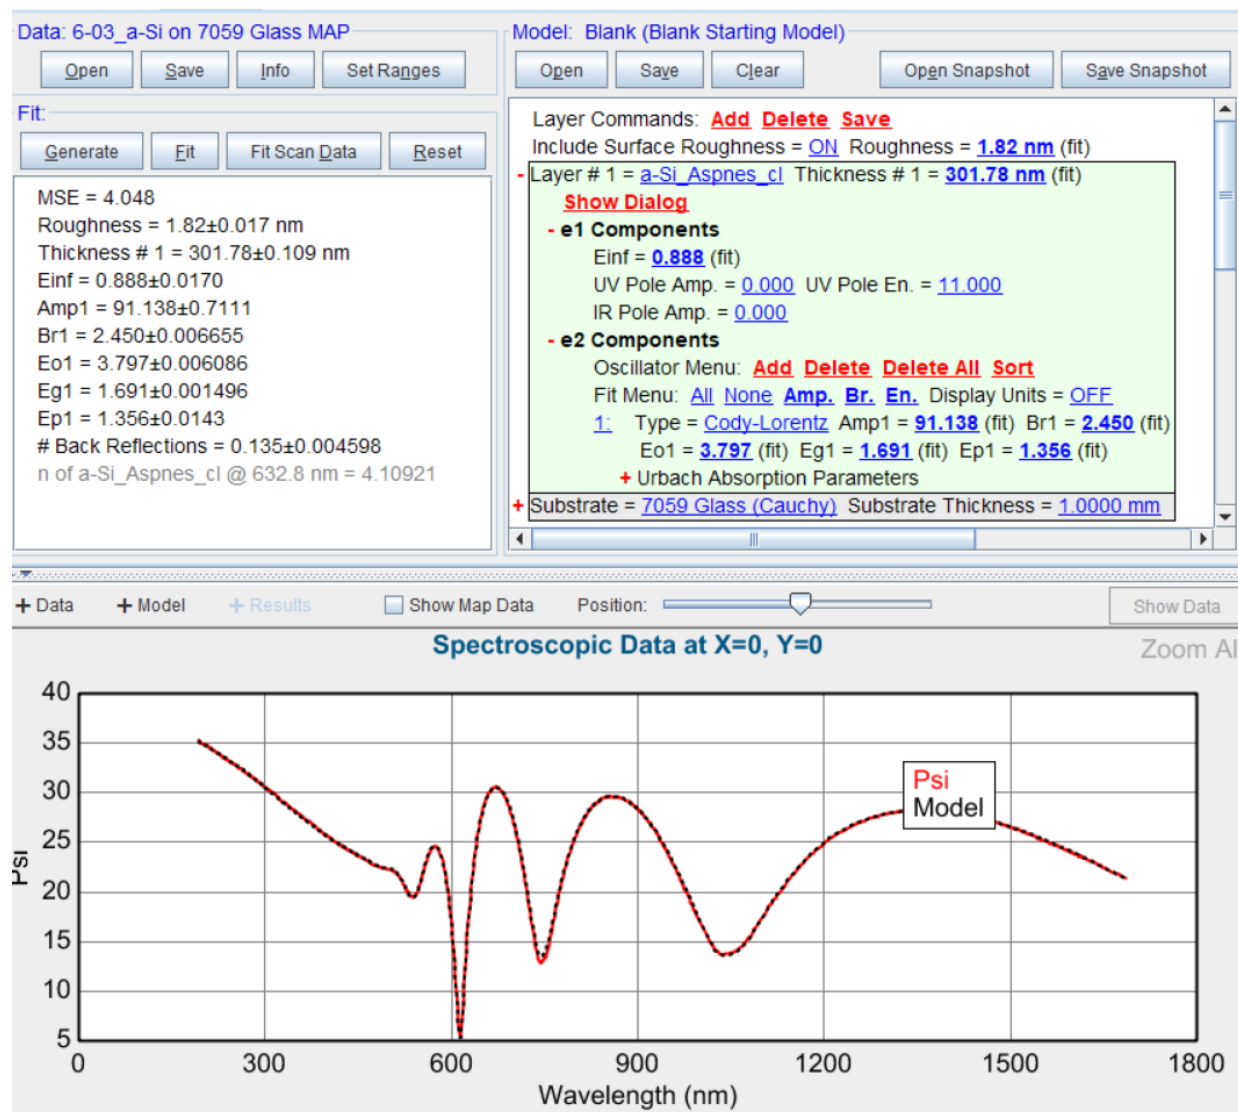 Data: 6-03_a-Si on 7059 Glass MAP
Open Save Info Set Ranges
Fit:
Generate Fit Fit Scan Data Reset
MSE = 4.048
Roughness = 1.82±0.017 nm
Thickness # 1 = 301.78±0.109 nm
Einf = 0.888±0.0170
Amp1 = 91.138±0.7111
Br1 = 2.450±0.006655
Eo1 = 3.797±0.006086
Eg1 = 1.691±0.001496
Ep1 = 1.356±0.0143
# Back Reflections = 0.135±0.004598
n of a-Si_Aspnes_cl @ 632.8 nm = 4.10921
Model: Blank (Blank Starting Model)
Open Save Clear Open Snapshot Save Snapshot
Layer Commands: Add Delete Save
Include Surface Roughness = ON Roughness = 1.82 nm (fit)
- Layer # 1 = a-Si_Aspnes_cl Thickness # 1 = 301.78 nm (fit)
Show Dialog
- e1 Components
Einf = 0.888 (fit)
UV Pole Amp. = 0.000 UV Pole En. = 11.000
IR Pole Amp. = 0.000
- e2 Components
Oscillator Menu: Add Delete Delete All Sort
Fit Menu: All None Amp. Br. En. Display Units = OFF
1: Type = Cody-Lorentz Amp1 = 91.138 (fit) Br1 = 2.450 (fit)
Eo1 = 3.797 (fit) Eg1 = 1.691 (fit) Ep1 = 1.356 (fit)
+ Urbach Absorption Parameters
+ Substrate = 7059 Glass (Cauchy) Substrate Thickness = 1.0000 mm
+ Data + Model + Results Show Map Data Position: Show Data
Spectroscopic Data at X=0, Y=0
Zoom Al
Psi
40
35
30
25
20
15
10
5
Psi
Model
0 300 600 900 1200 1500 1800
Wavelength (nm)